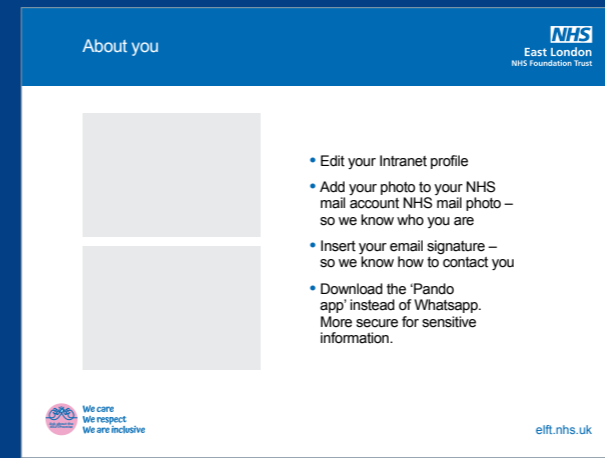 About you
NHS
East London
NHS Foundation Trust
• Edit your Intranet profile
• Add your photo to your NHS
mail account NHS mail photo –
so we know who you are
• Insert your email signature –
so we know how to contact you
• Download the ‘Pando
app’ instead of Whatsapp.
More secure for sensitive
information.
We care
We respect
We are inclusive
elft.nhs.uk